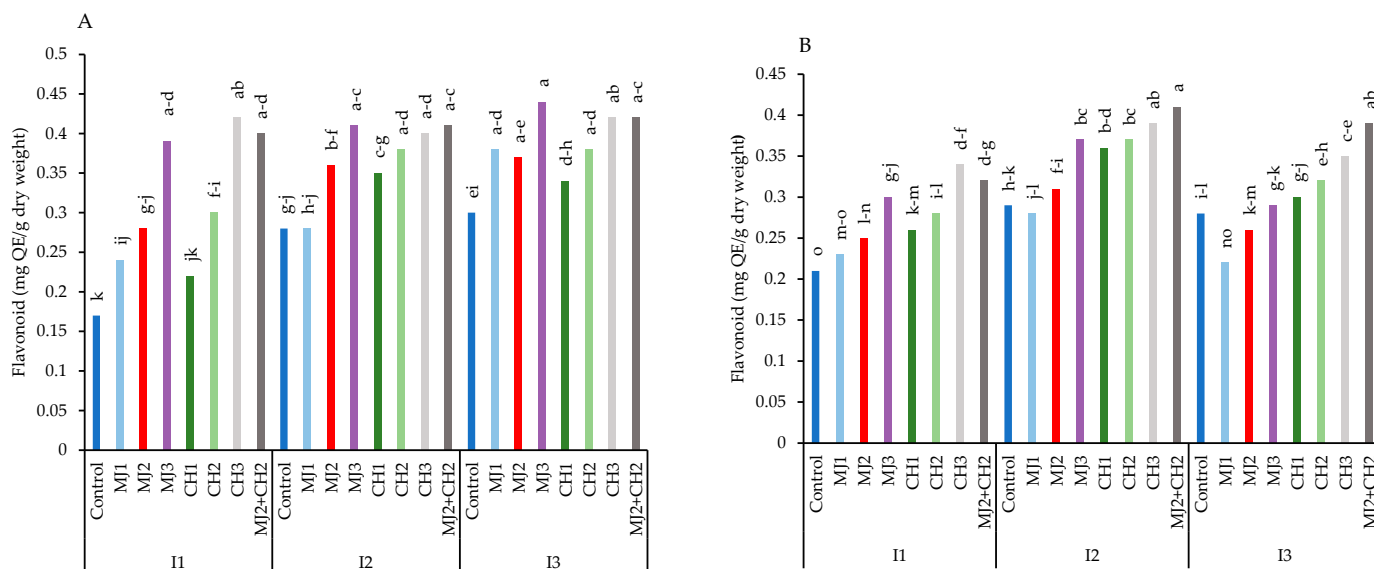 A
Flavonoid (mg QE/g dry weight)
0.5
0.45
0.4
0.35
0.3
0.25
0.2
0.15
0.1
0.05
0
k
ij
g-j
a-d
jk
f-i
ab
a-d
g-j
h-j
b-f
a-c
c-g
a-d
a-d
a-c
ei
a-d
a-e
a
d-h
a-d
ab
a-c
Control
MJ1
MJ2
MJ3
CH1
CH2
CH3
MJ2+CH2
Control
MJ1
MJ2
MJ3
CH1
CH2
CH3
MJ2+CH2
Control
MJ1
MJ2
MJ3
CH1
CH2
CH3
MJ2+CH2
I1
I2
I3
B
Flavonoid (mg QE/g dry weight)
0.45
0.4
0.35
0.3
0.25
0.2
0.15
0.1
0.05
0
o
m-o
l-n
g-j
k-m
i-l
d-f
d-g
h-k
j-l
f-i
bc
b-d
bc
ab
a
i-l
no
k-m
g-k
g-j
e-h
c-e
ab
Control
MJ1
MJ2
MJ3
CH1
CH2
CH3
MJ2+CH2
Control
MJ1
MJ2
MJ3
CH1
CH2
CH3
MJ2+CH2
Control
MJ1
MJ2
MJ3
CH1
CH2
CH3
MJ2+CH2
I1
I2
I3